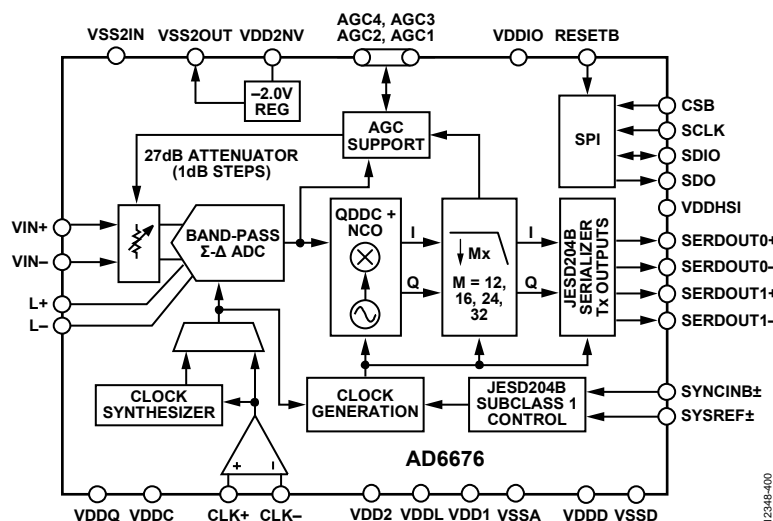 VSS2IN VSS2OUT VDD2NV AGC4, AGC3 VDDIO RESETB
AGC2, AGC1
–2.0V
REG
AGC
SUPPORT
SPI
CSB
SCLK
SDIO
SDO
27dB ATTENUATOR
(1dB STEPS)
VDDHSI
VIN+
VIN–
L+
L–
BAND-PASS
Σ-Δ ADC
QDDC +
NCO
I
Q
Mx
M = 12,
16, 24,
32
I
Q
JESD204B
SERIALIZER
Tx OUTPUTS
SERDOUT0+
SERDOUT0–
SERDOUT1+
SERDOUT1–
CLOCK
SYNTHESIZER
CLOCK
GENERATION
JESD204B
SUBCLASS 1
CONTROL
SYNCINB±
SYSREF±
+ –
AD6676
VDDQ VDDC CLK+ CLK– VDD2 VDDL VDD1 VSSA VDDD VSSD
12348-400